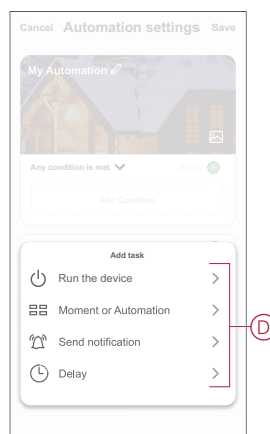 Cancel Automation settings Save
My Automation
Any condition is met
Add Condition
Add task
Run the device
Moment or Automation
Send notification
Delay
D